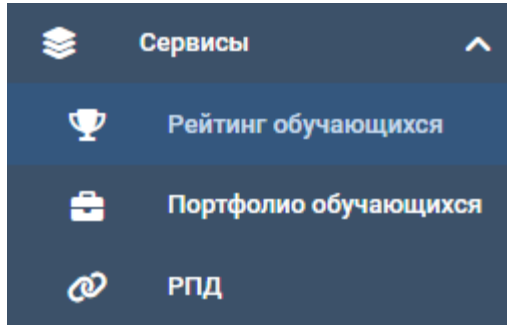 Сервисы
Рейтинг обучающихся
Портфолио обучающихся
РПД